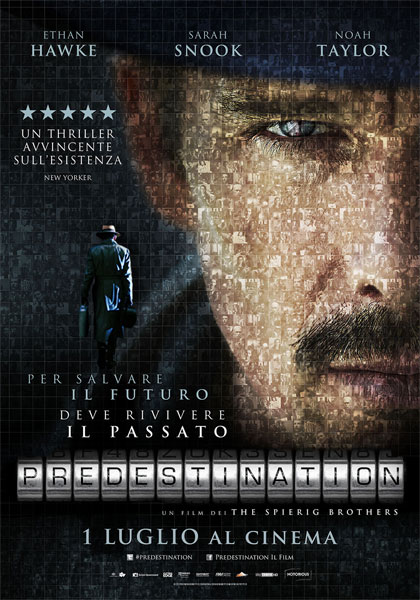 ETHAN HAWKE
SARAH SNOOK
NOAH TAYLOR
★★★★★
UN THRILLER
AVVINCENTE
SULL'ESISTENZA
NEW YORKER
PER SALVARE
IL FUTURO
DEVE RIVIVERE
IL PASSATO
PREDESTINATION
UN FILM DEI THE SPIERIG BROTHERS
1 LUGLIO AL CINEMA
#PREDESTINATION
PREDESTINATION IL FILM
NOTORIOUS